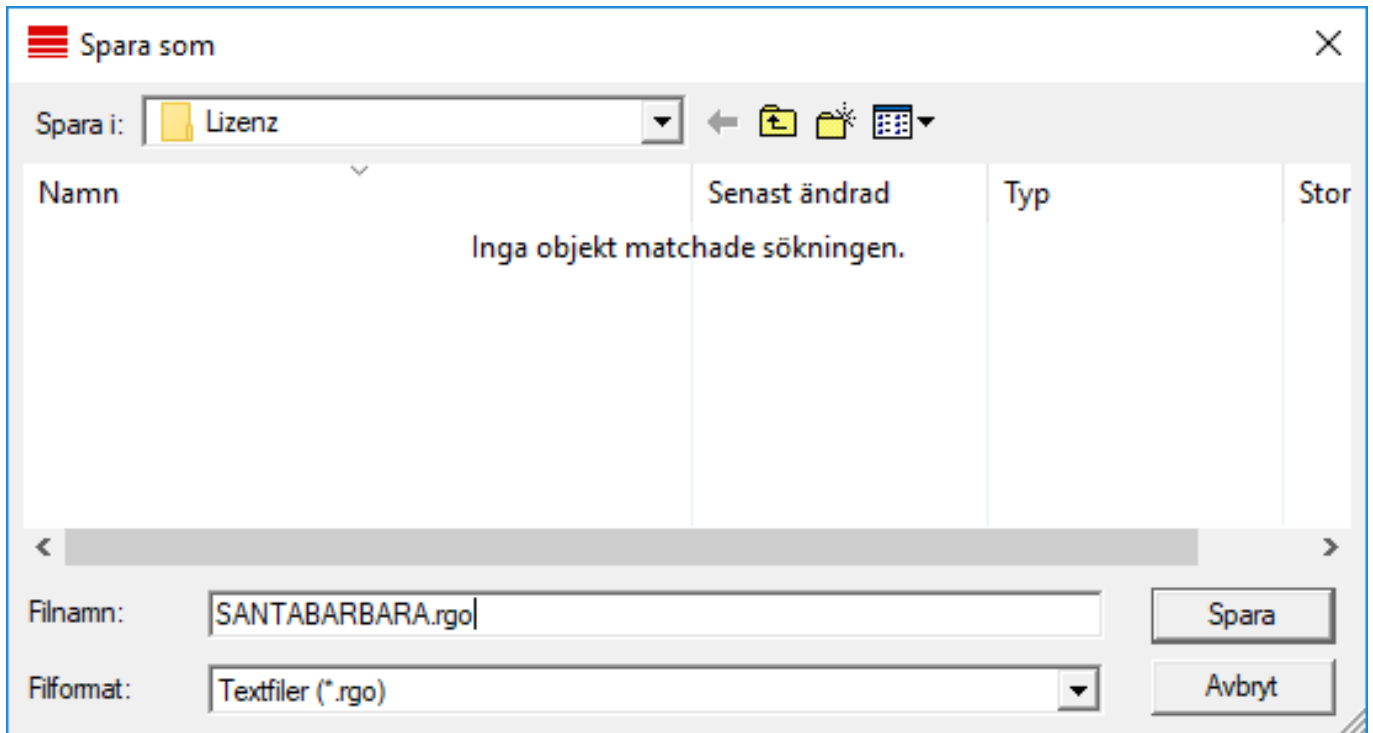 Spara som
Spara i: Lizenz
Namn Senast ändrad Typ Stor
Inga objekt matchade sökningen.
Filnamn: SANTABARBARA.rgo Spara
Filformat: Textfiler (*.rgo) Avbryt